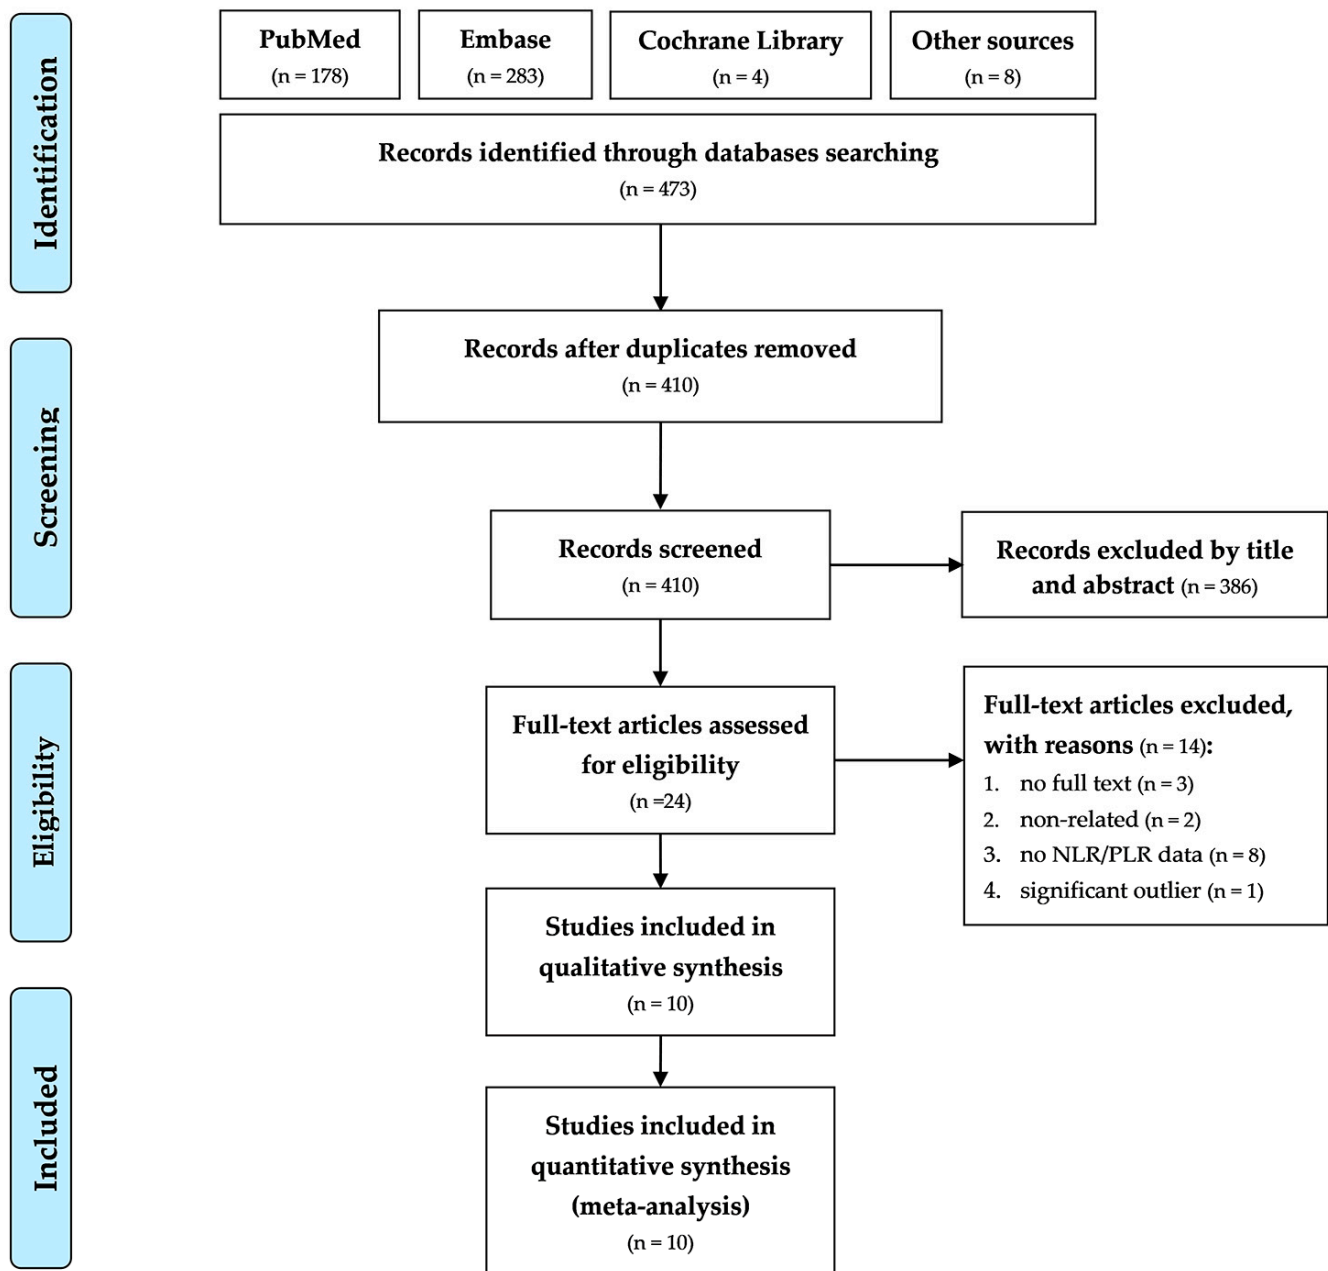 Identification
PubMed
(n = 178)
Embase
(n = 283)
Cochrane Library
(n = 4)
Other sources
(n = 8)
Records identified through databases searching
(n = 473)
Screening
Records after duplicates removed
(n = 410)
Records screened
(n = 410)
Records excluded by title
and abstract (n = 386)
Eligibility
Full-text articles assessed
for eligibility
(n =24)
Full-text articles excluded,
with reasons (n = 14):
1. no full text (n = 3)
2. non-related (n = 2)
3. no NLR/PLR data (n = 8)
4. significant outlier (n = 1)
Studies included in
qualitative synthesis
(n = 10)
Included
Studies included in
quantitative synthesis
(meta-analysis)
(n = 10)